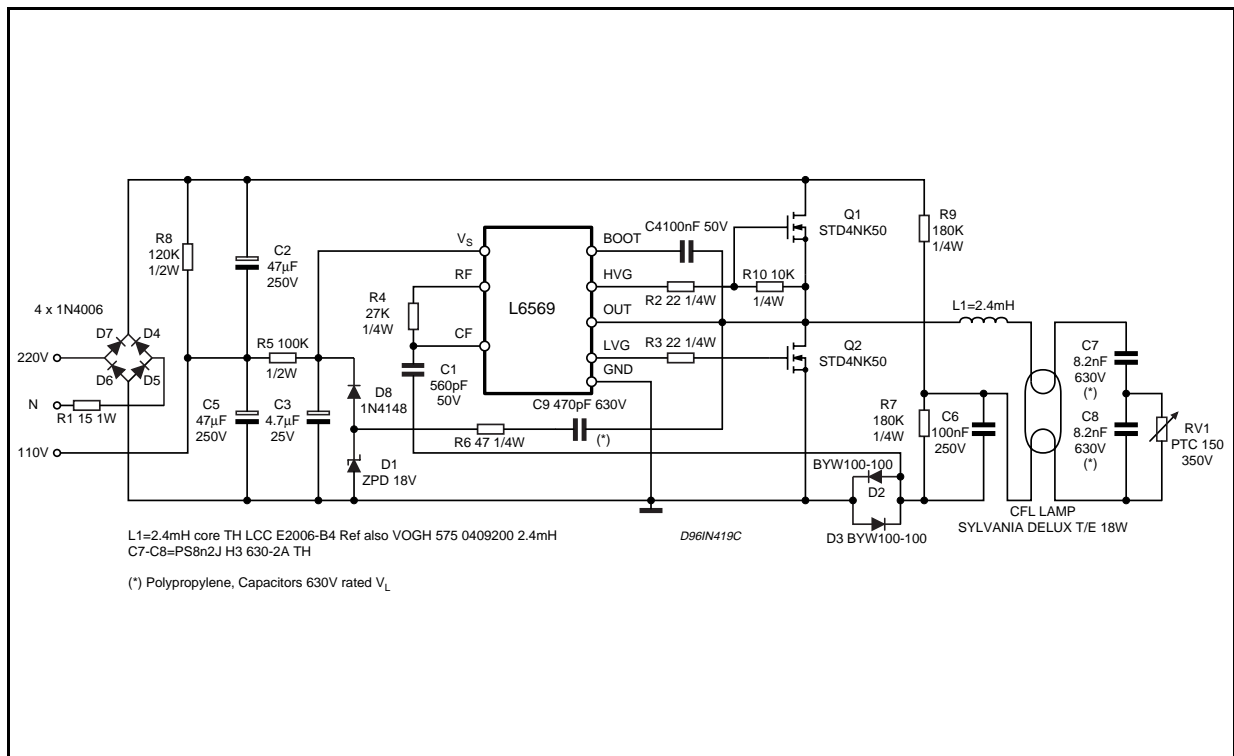 R8
120K
1/2W
C2
47μF
250V
4 x 1N4006
D7
D4
D6
D5
220V
N
R1 15 1W
110V
R5 100K
1/2W
C5
47μF
250V
C3
4.7μF
25V
D8
1N4148
D1
ZPD 18V
R4
27K
1/4W
C1
560pF
50V
R6 47 1/4W
C9 470pF 630V
(*)
VS
RF
CF
L6569
BOOT
HVG
OUT
LVG
GND
C4100nF 50V
R2 22 1/4W
R10 10K
1/4W
R3 22 1/4W
Q1
STD4NK50
Q2
STD4NK50
R9
180K
1/4W
R7
180K
1/4W
C6
100nF
250V
BYW100-100
D2
D3 BYW100-100
L1=2.4mH
C7
8.2nF
630V
(*)
C8
8.2nF
630V
(*)
RV1
PTC 150
350V
CFL LAMP
SYLVANIA DELUX T/E 18W
D96IN419C
L1=2.4mH core TH LCC E2006-B4 Ref also VOGH 575 0409200 2.4mH
C7-C8=PS8n2J H3 630-2A TH
(*) Polypropylene, Capacitors 630V rated VL